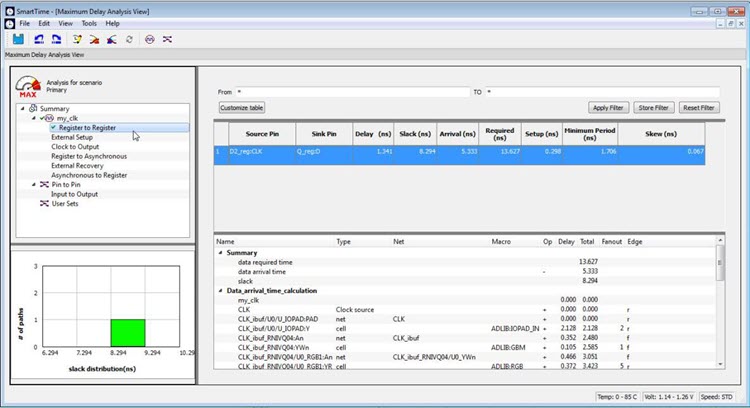 SmartTime - [Maximum Delay Analysis View]
File Edit View Tools Help
Maximum Delay Analysis View
MAX
Analysis for scenario
Primary
Summary
my_clk
Register to Register
External Setup
Clock to Output
Register to Asynchronous
External Recovery
Asynchronous to Register
Pin to Pin
Input to Output
User Sets
From * TO *
Customize table Apply Filter Store Filter Reset Filter
Source Pin Sink Pin Delay (ns) Slack (ns) Arrival (ns) Required (ns) Setup (ns) Minimum Period (ns) Skew (ns)
1 D2_reg:CLK Q_reg:D 1.341 8.294 5.333 13.627 0.298 1.706 0.067
# of paths
3
2
1
0
6.294 7.294 8.294 9.294 10.29
slack distribution(ns)
Name Type Net Macro Op Delay Total Fanout Edge
Summary
data required time 13.627
data arrival time - 5.333
slack 8.294
Data_arrival_time_calculation
my_clk 0.000 0.000
CLK Clock source + 0.000 0.000 r
CLK_ibuf/U0/U_IOPAD:PAD net CLK + 0.000 0.000 r
CLK_ibuf/U0/U_IOPAD:Y cell ADLIB:IOPAD_IN + 2.128 2.128 2 r
CLK_ibuf_RNIVQ04:An net CLK_ibuf + 0.352 2.480 f
CLK_ibuf_RNIVQ04:YWn cell ADLIB:GBM + 0.105 2.585 1 f
CLK_ibuf_RNIVQ04/U0_RGB1:An net CLK_ibuf_RNIVQ04/U0_YWn + 0.466 3.051 f
CLK_ibuf_RNIVQ04/U0_RGB1:YR cell ADLIB:RGB + 0.372 3.423 5 r
Temp: 0 - 85 C Volt: 1.14 - 1.26 V Speed: STD